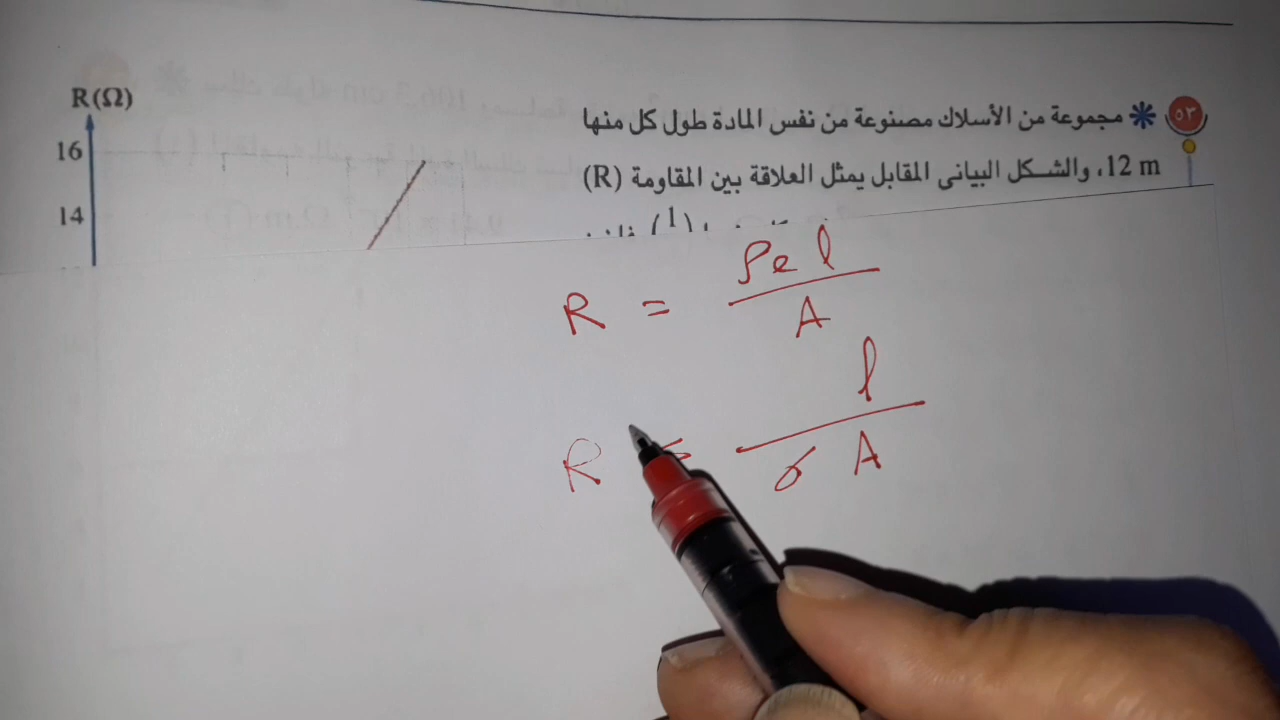 ٥٣ * مجموعة من الأسلاك مصنوعة من نفس المادة طول كل منها
12 m، والشكل البيانى المقابل يمثل العلاقة بين المقاومة (R)
R(Ω)
16
14
R = ρe l / A
R = l / σ A